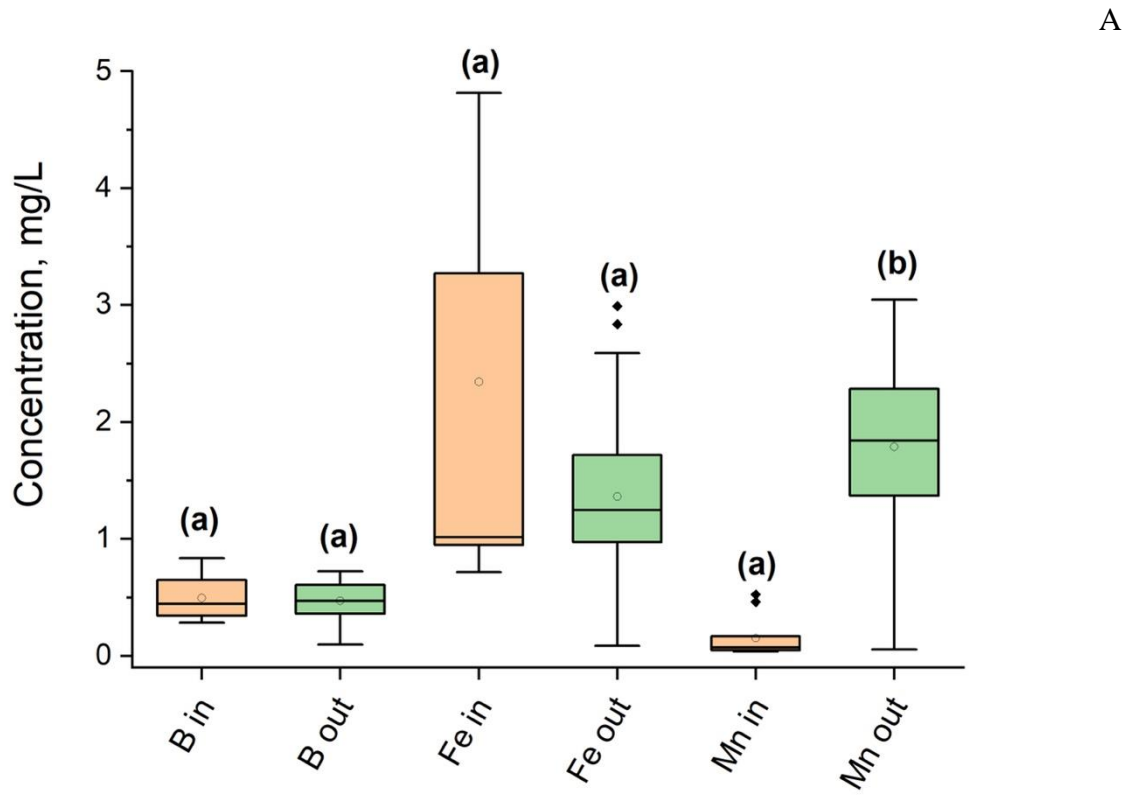 A
Concentration, mg/L
5
4
3
2
1
0
(a)
(a)
(a)
(a)
(a)
(b)
B in
B out
Fe in
Fe out
Mn in
Mn out